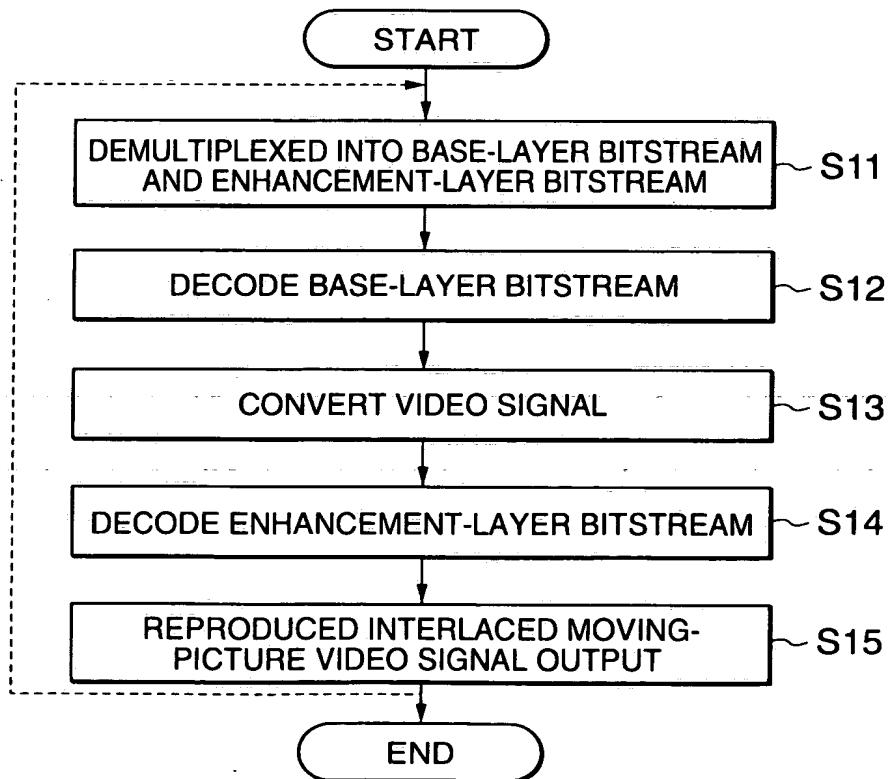 START
DEMULTIPLEXED INTO BASE-LAYER BITSTREAM
AND ENHANCEMENT-LAYER BITSTREAM
S11
DECODE BASE-LAYER BITSTREAM
S12
CONVERT VIDEO SIGNAL
S13
DECODE ENHANCEMENT-LAYER BITSTREAM
S14
REPRODUCED INTERLACED MOVING-
PICTURE VIDEO SIGNAL OUTPUT
S15
END